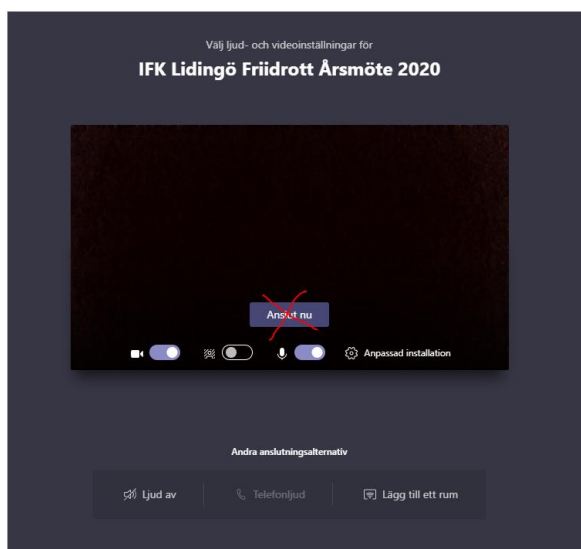 Välj ljud- och videoinställningar för
IFK Lidingö Friidrott Årsmöte 2020
Anslut nu
Anpassad installation
Andra anslutningsalternativ
Ljud av
Telefonljud
Lägg till ett rum